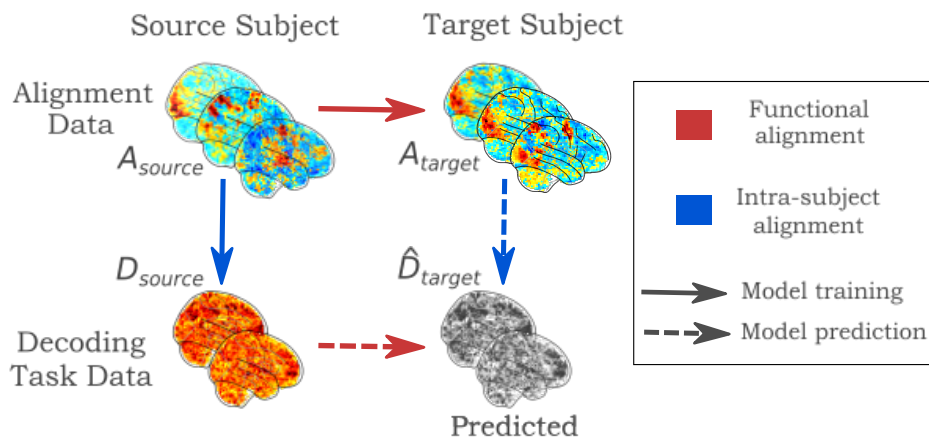 Source Subject
Target Subject
Alignment
Data
A_source
A_target
D_source
D̂_target
Decoding
Task Data
Predicted
Functional
alignment
Intra-subject
alignment
Model training
Model prediction